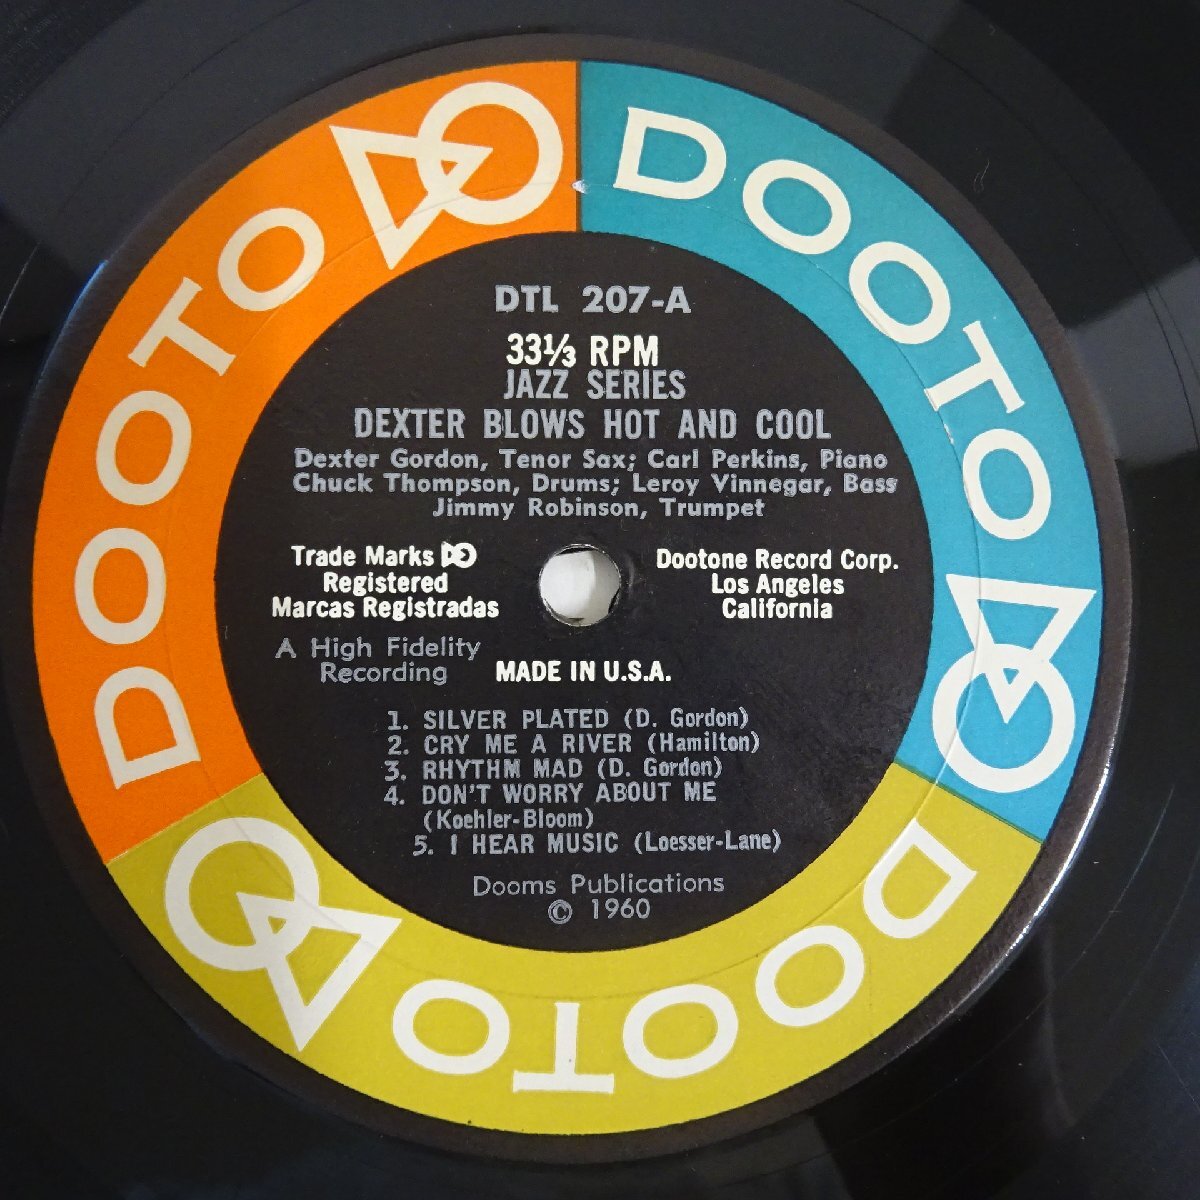 DOOTO
DOOTO
DOOTO
DTL 207-A
33⅓ RPM
JAZZ SERIES
DEXTER BLOWS HOT AND COOL
Dexter Gordon, Tenor Sax; Carl Perkins, Piano
Chuck Thompson, Drums; Leroy Vinnegar, Bass
Jimmy Robinson, Trumpet
Trade Marks DO
Registered
Marcas Registradas
Dootone Record Corp.
Los Angeles
California
A High Fidelity
Recording
MADE IN U.S.A.
1. SILVER PLATED (D. Gordon)
2. CRY ME A RIVER (Hamilton)
3. RHYTHM MAD (D. Gordon)
4. DON'T WORRY ABOUT ME
(Koehler-Bloom)
5. I HEAR MUSIC (Loesser-Lane)
Dooms Publications
© 1960